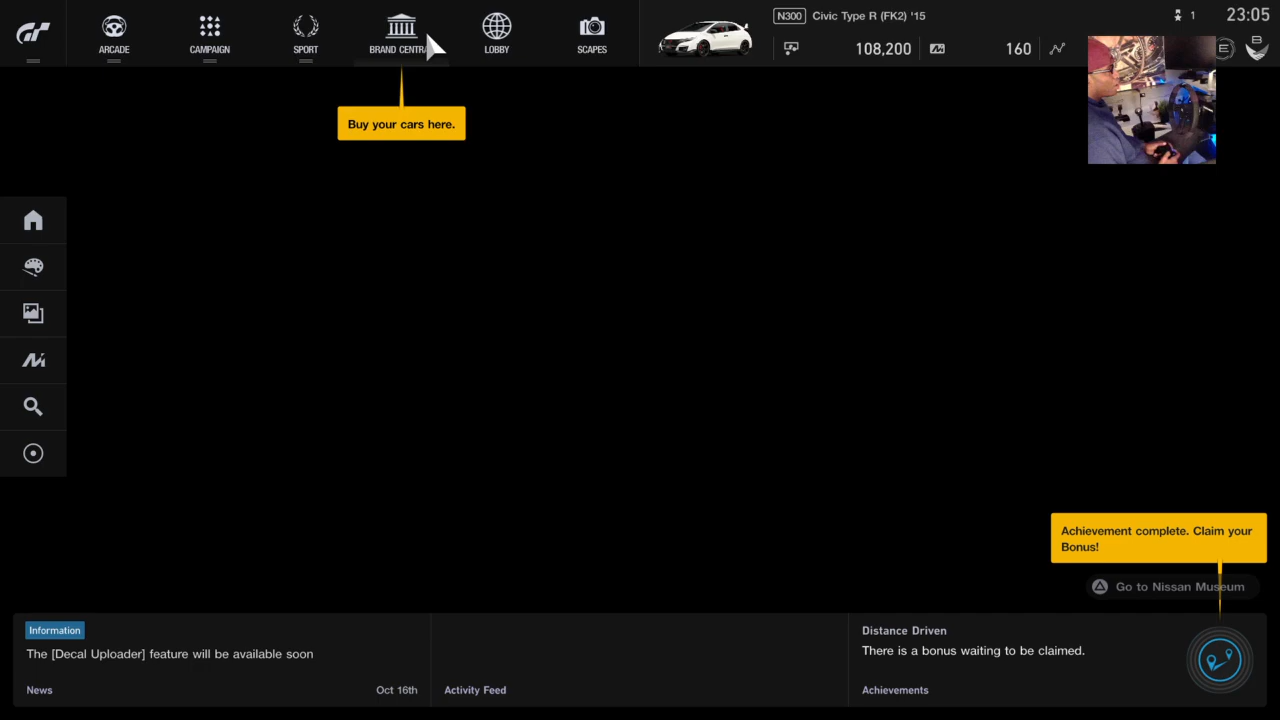 ARCADE
CAMPAIGN
SPORT
BRAND CENTRAL
LOBBY
SCAPES
N300 Civic Type R (FK2) '15
108,200
160
1
23:05
E
B
Buy your cars here.
Achievement complete. Claim your
Bonus!
Go to Nissan Museum
Information
The [Decal Uploader] feature will be available soon
News
Oct 16th
Activity Feed
Distance Driven
There is a bonus waiting to be claimed.
Achievements